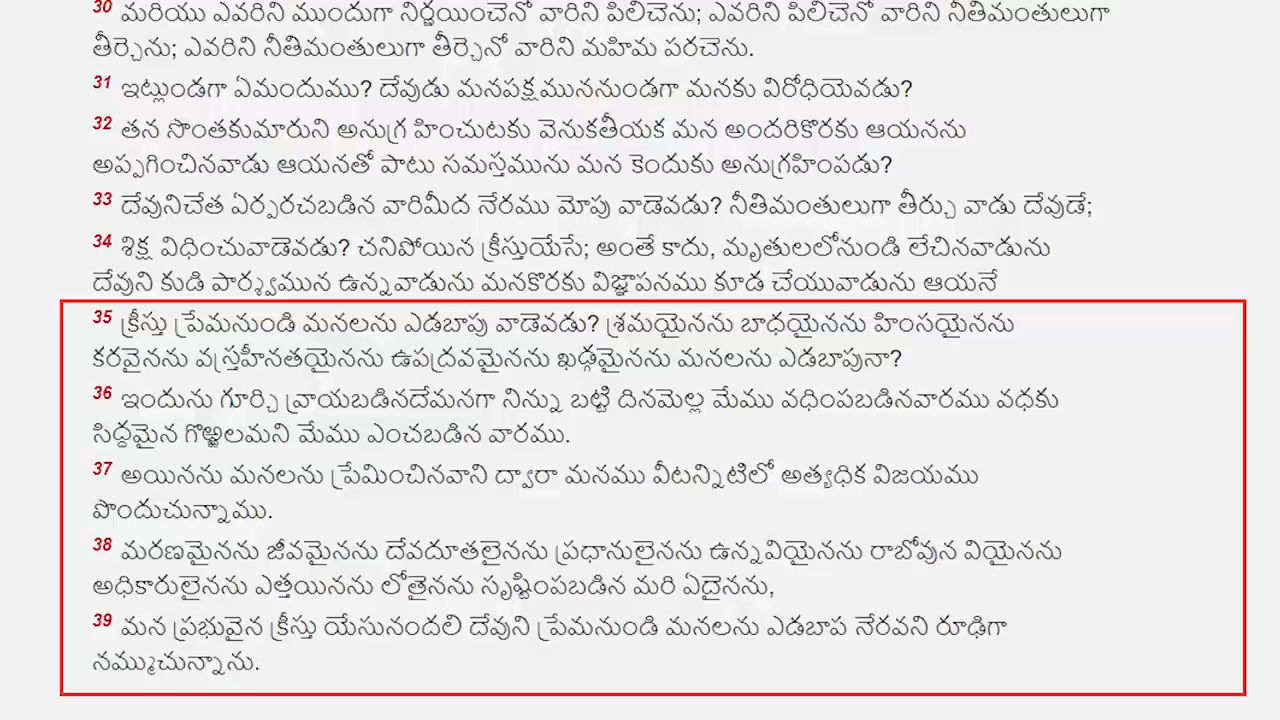 30 మరియు ఎవరిని ముందుగా నిర్ణయించెనో వారిని పిలిచెను; ఎవరిని పిలిచెనో వారిని నీతిమంతులుగా
తీర్చెను; ఎవరిని నీతిమంతులుగా తీర్చెనో వారిని మహిమ పరచెను.
31 ఇట్లుండగా ఏమందుము? దేవుడు మనపక్షముననుండగా మనకు విరోధియెవడు?
32 తన సొంతకుమారుని అనుగ్ర హించుటకు వెనుకతీయక మన అందరికొరకు ఆయనను
అప్పగించినవాడు ఆయనతో పాటు సమస్తమును మన కెందుకు అనుగ్రహింపడు?
33 దేవునిచేత ఏర్పరచబడిన వారిమీద నేరము మోపు వాడెవడు? నీతిమంతులుగా తీర్చు వాడు దేవుడే;
34 శిక్ష విధించువాడెవడు? చనిపోయిన క్రీస్తుయేసే; అంతే కాదు, మృతులలోనుండి లేచినవాడును
దేవుని కుడి పార్శ్వమున ఉన్నవాడును మనకొరకు విజ్ఞాపనము కూడ చేయువాడును ఆయనే
35 క్రీస్తు ప్రేమనుండి మనలను ఎడబాపు వాడెవడు? శ్రమయైనను బాధయైనను హింసయైనను
కరవైనను వస్త్రహీనతయైనను ఉపద్రవమైనను ఖడ్గమైనను మనలను ఎడబాపునా?
36 ఇందును గూర్చి వ్రాయబడినదేమనగా నిన్ను బట్టి దినమెల్ల మేము వధింపబడినవారము వధకు
సిద్ధమైన గొఱ్ఱెలమని మేము ఎంచబడిన వారము.
37 అయినను మనలను ప్రేమించినవాని ద్వారా మనము వీటన్నిటిలో అత్యధిక విజయము
పొందుచున్నాము.
38 మరణమైనను జీవమైనను దేవదూతలైనను ప్రధానులైనను ఉన్నవియైనను రాబోవున వియైనను
అధికారులైనను ఎత్తయినను లోతైనను సృష్టింపబడిన మరి ఏదైనను,
39 మన ప్రభువైన క్రీస్తు యేసునందలి దేవుని ప్రేమనుండి మనలను ఎడబాప నేరవని రూఢిగా
నమ్ముచున్నాను.